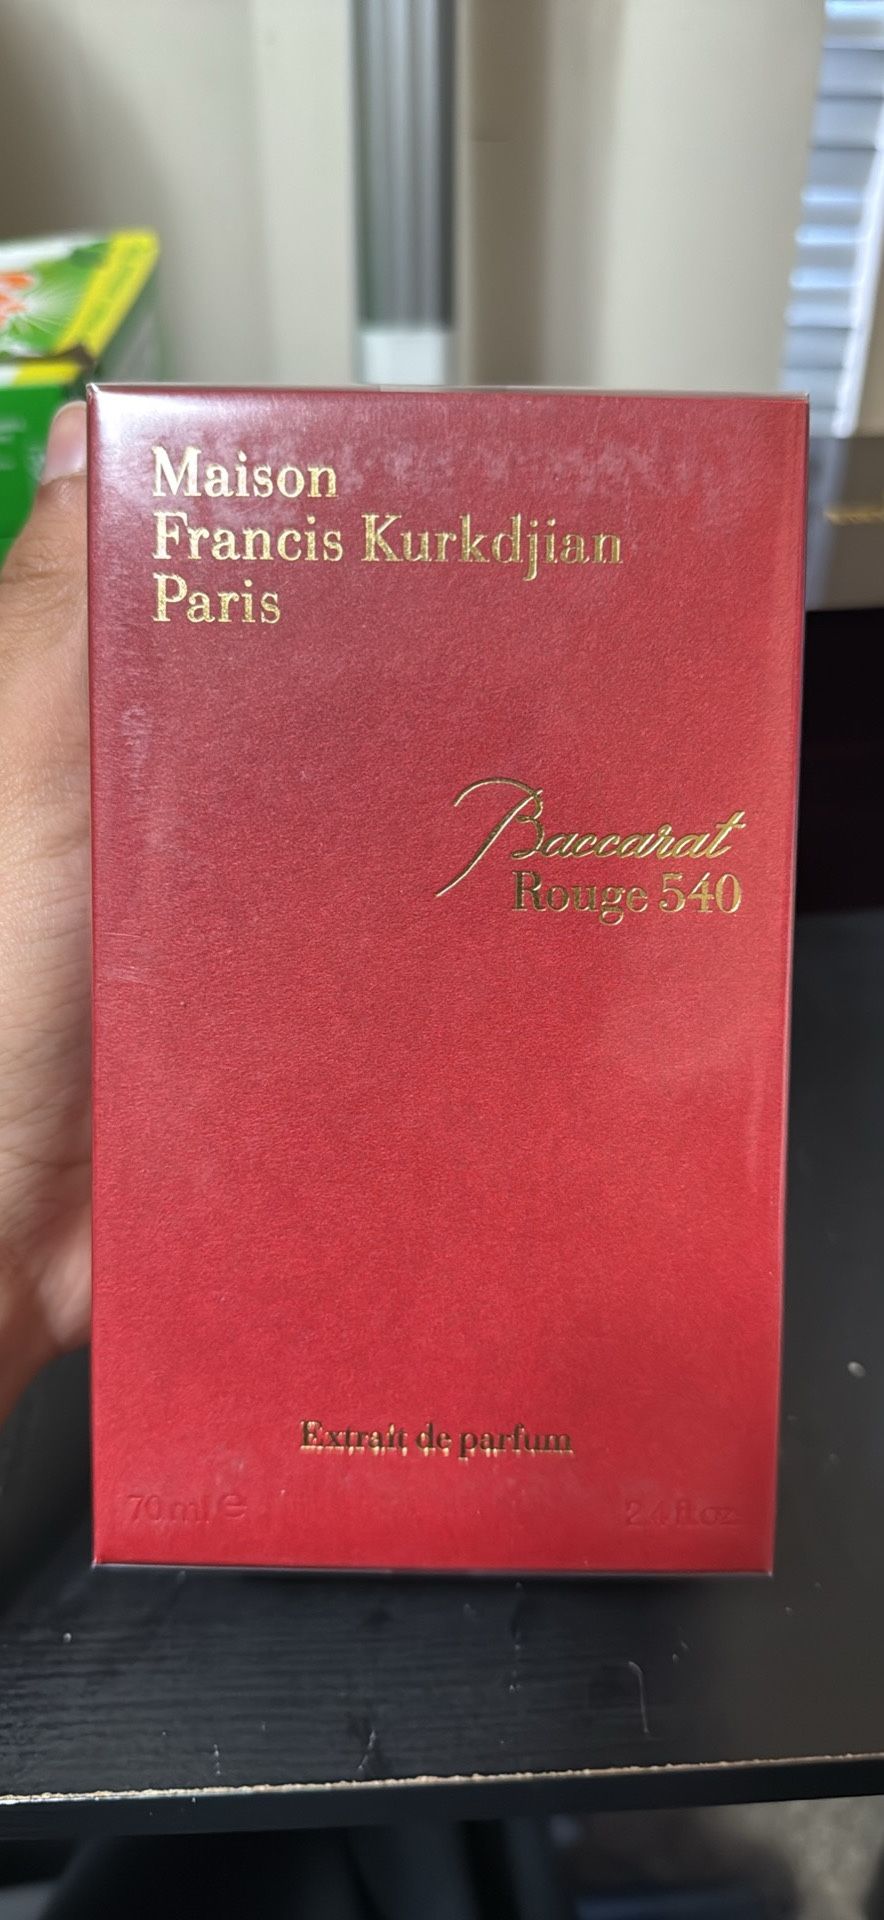 Maison
Francis Kurkdjian
Paris
Baccarat
Rouge 540
Extrait de parfum
70 ml ℮ 2.4 fl.oz